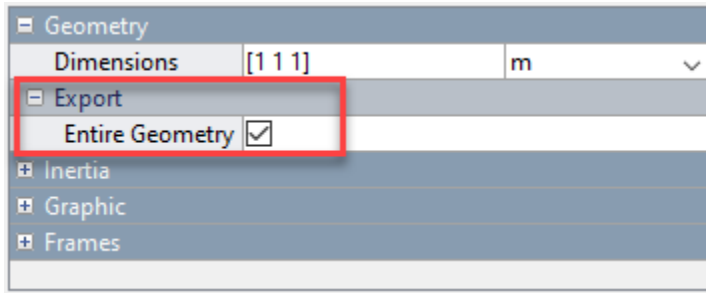 Geometry
Dimensions [1 1 1] m
Export
Entire Geometry
Inertia
Graphic
Frames